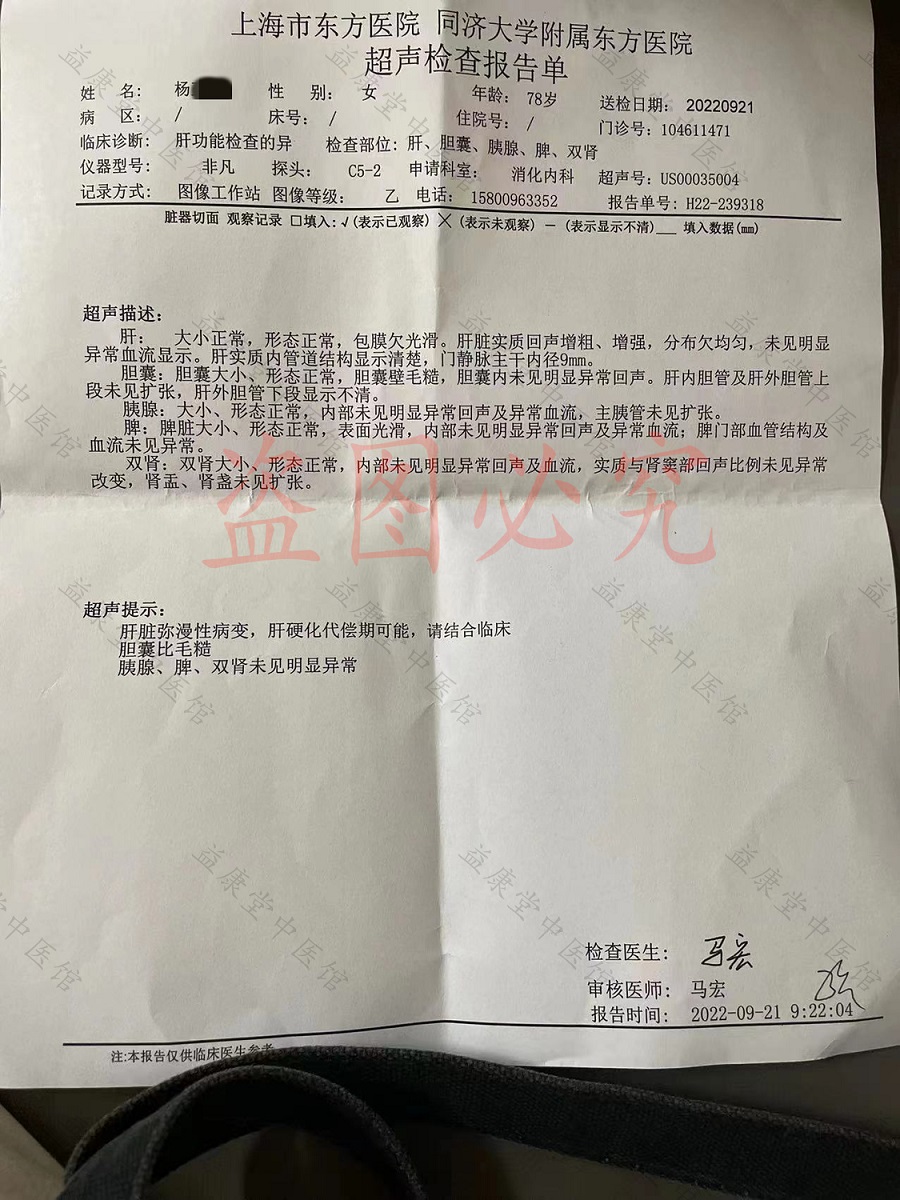 上海市东方医院 同济大学附属东方医院
超声检查报告单
姓 名: 杨 性 别: 女 年龄: 78岁 送检日期: 20220921
病 区: / 床号: / 住院号: / 门诊号: 104611471
临床诊断: 肝功能检查的异 检查部位: 肝、胆囊、胰腺、脾、双肾
仪器型号: 非凡 探头: C5-2 申请科室: 消化内科 超声号: US00035004
记录方式: 图像工作站 图像等级: 乙 电话: 15800963352 报告单号: H22-239318
脏器切面 观察记录 □填入:√(表示已观察) ╳ (表示未观察) － (表示显示不清)__ 填入数据(mm)
超声描述:
肝: 大小正常，形态正常，包膜欠光滑。肝脏实质回声增粗、增强，分布欠均匀，未见明显
异常血流显示。肝实质内管道结构显示清楚，门静脉主干内径9mm。
胆囊: 胆囊大小、形态正常，胆囊壁毛糙，胆囊内未见明显异常回声。肝内胆管及肝外胆管上
段未见扩张，肝外胆管下段显示不清。
胰腺: 大小、形态正常，内部未见明显异常回声及异常血流，主胰管未见扩张。
脾: 脾脏大小、形态正常，表面光滑，内部未见明显异常回声及异常血流；脾门部血管结构及
血流未见异常。
双肾: 双肾大小、形态正常，内部未见明显异常回声及血流，实质与肾窦部回声比例未见异常
改变，肾盂、肾盏未见扩张。
盗图必究
超声提示:
肝脏弥漫性病变，肝硬化代偿期可能，请结合临床
胆囊比毛糙
胰腺、脾、双肾未见明显异常
检查医生: 马宏
审核医师: 马宏
报告时间: 2022-09-21 9:22:04
注:本报告仅供临床医生参考
益康堂中医馆